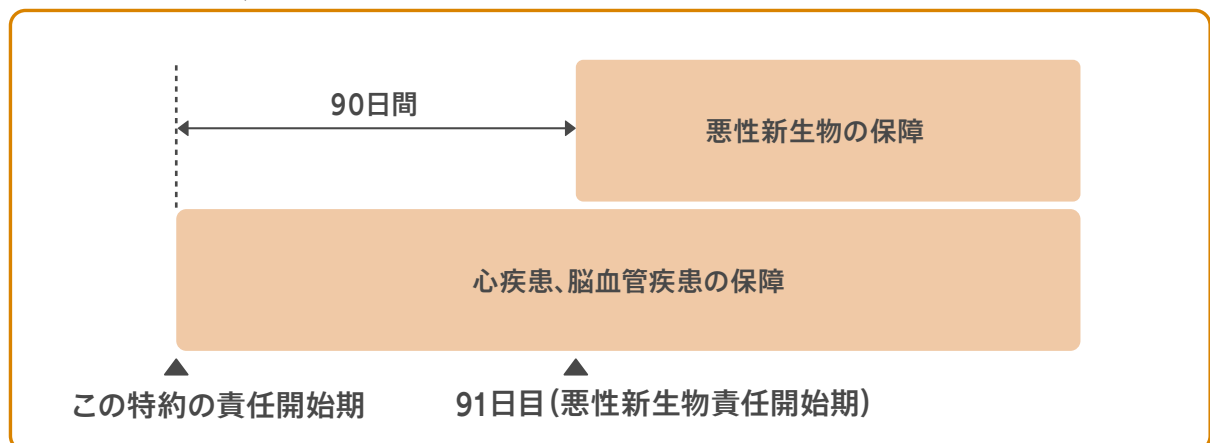 90日間
悪性新生物の保障
心疾患、脳血管疾患の保障
この特約の責任開始期
91日目(悪性新生物責任開始期)